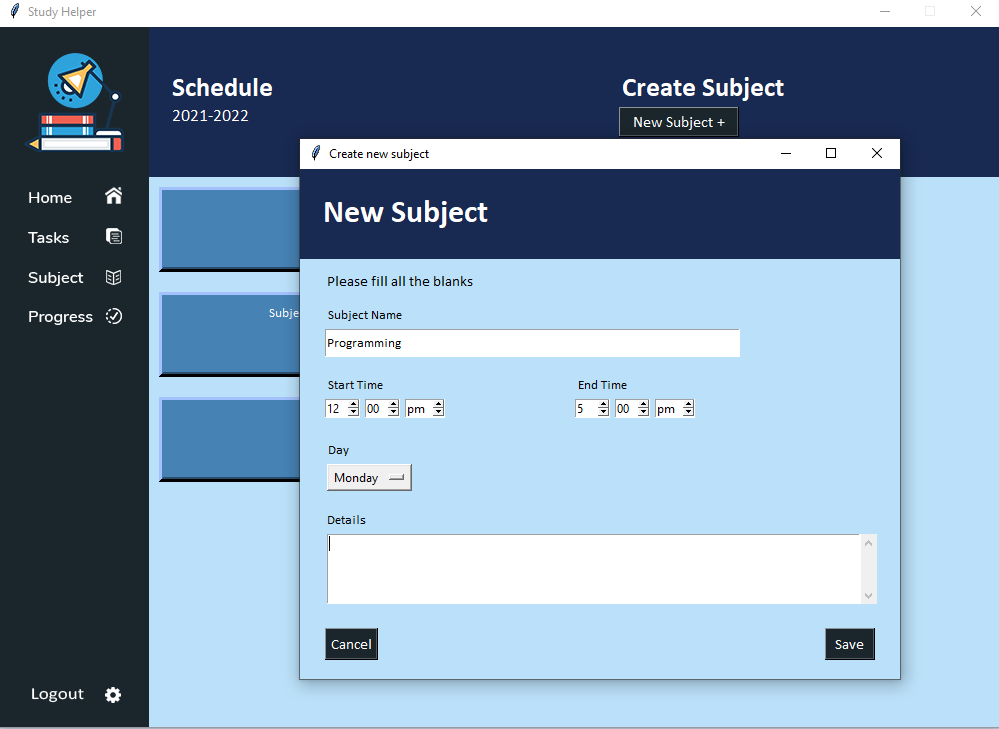 Study Helper
Schedule
2021-2022
Create Subject
New Subject +
Home
Tasks
Subject
Progress
Logout
Subje
Create new subject
New Subject
Please fill all the blanks
Subject Name
Programming
Start Time
End Time
12 00 pm
5 00 pm
Day
Monday
Details
Cancel
Save